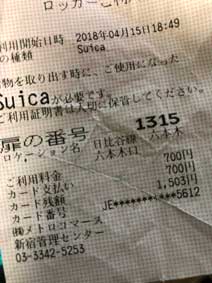 ロッカーご利用
利用開始日時 2018年04月15日18:49
の種類 Suica
物を取り出す時に、ご使用になった
Suicaが必要です。
ご利用証明書は大切に保管してください。
扉の番号 1315
ロケーション名 日比谷線 六本木
六本木口
ご利用料金 700円
カード支払い 700円
カード残額 1,503円
カード番号 JE***********5612
㈱メトロコマース
新宿管理センター
03-3342-5253